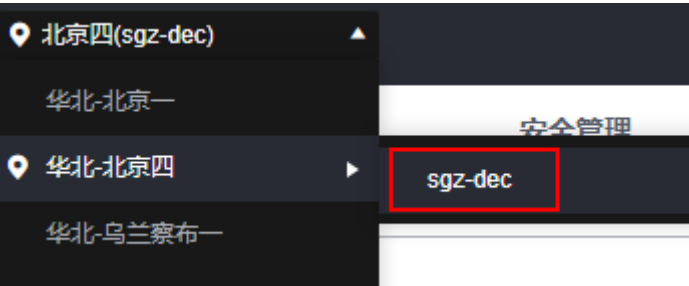 北京四(sgz-dec)
华北-北京一
安全管理
华北-北京四
sgz-dec
华北-乌兰察布一